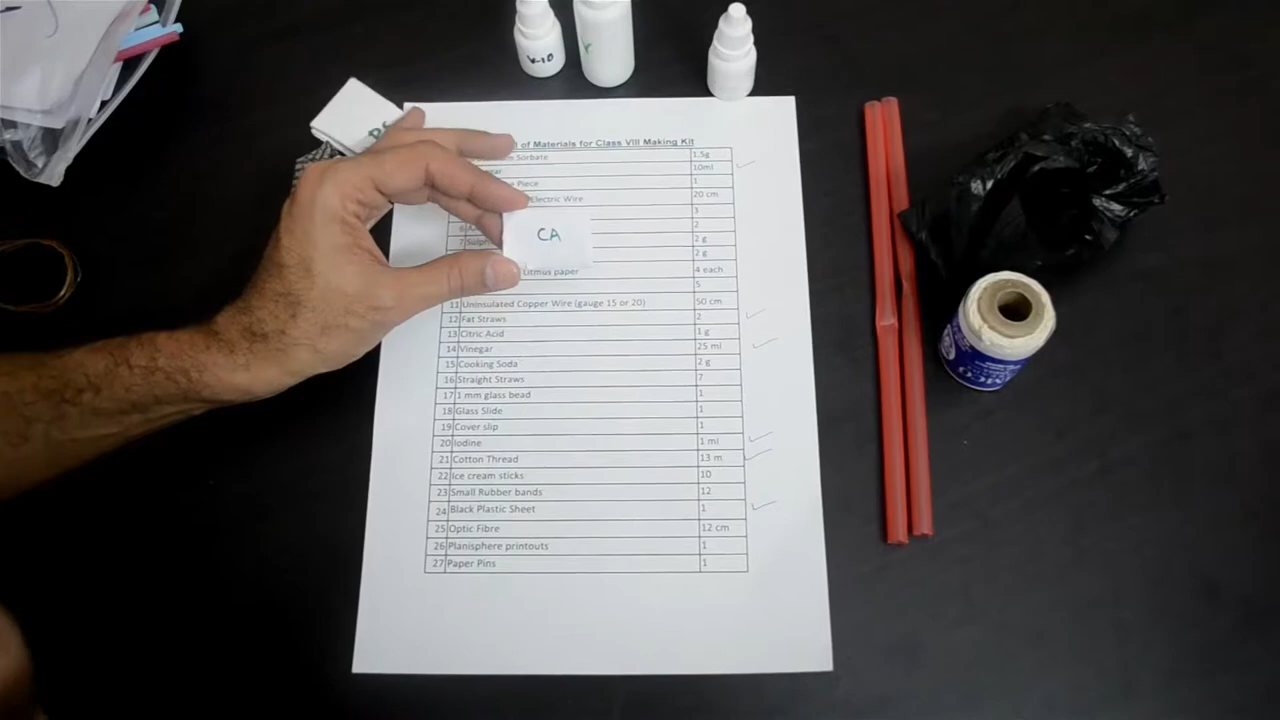 of Materials for Class VIII Making Kit
Sorbate 1.5g
10ml
Piece 1
Electric Wire 20 cm
3
6 2
7 2 g
2 g
CA
Litmus paper 4 each
5
11 Uninsulated Copper Wire (gauge 15 or 20) 50 cm
12 Fat Straws 2
13 Citric Acid 1 g
14 Vinegar 25 ml
15 Cooking Soda 2 g
16 Straight Straws 7
17 1 mm glass bead 1
18 Glass Slide 1
19 Cover slip 1
20 Iodine 1 ml
21 Cotton Thread 13 m
22 Ice cream sticks 10
23 Small Rubber bands 12
24 Black Plastic Sheet 1
25 Optic Fibre 12 cm
26 Planisphere printouts 1
27 Paper Pins 1